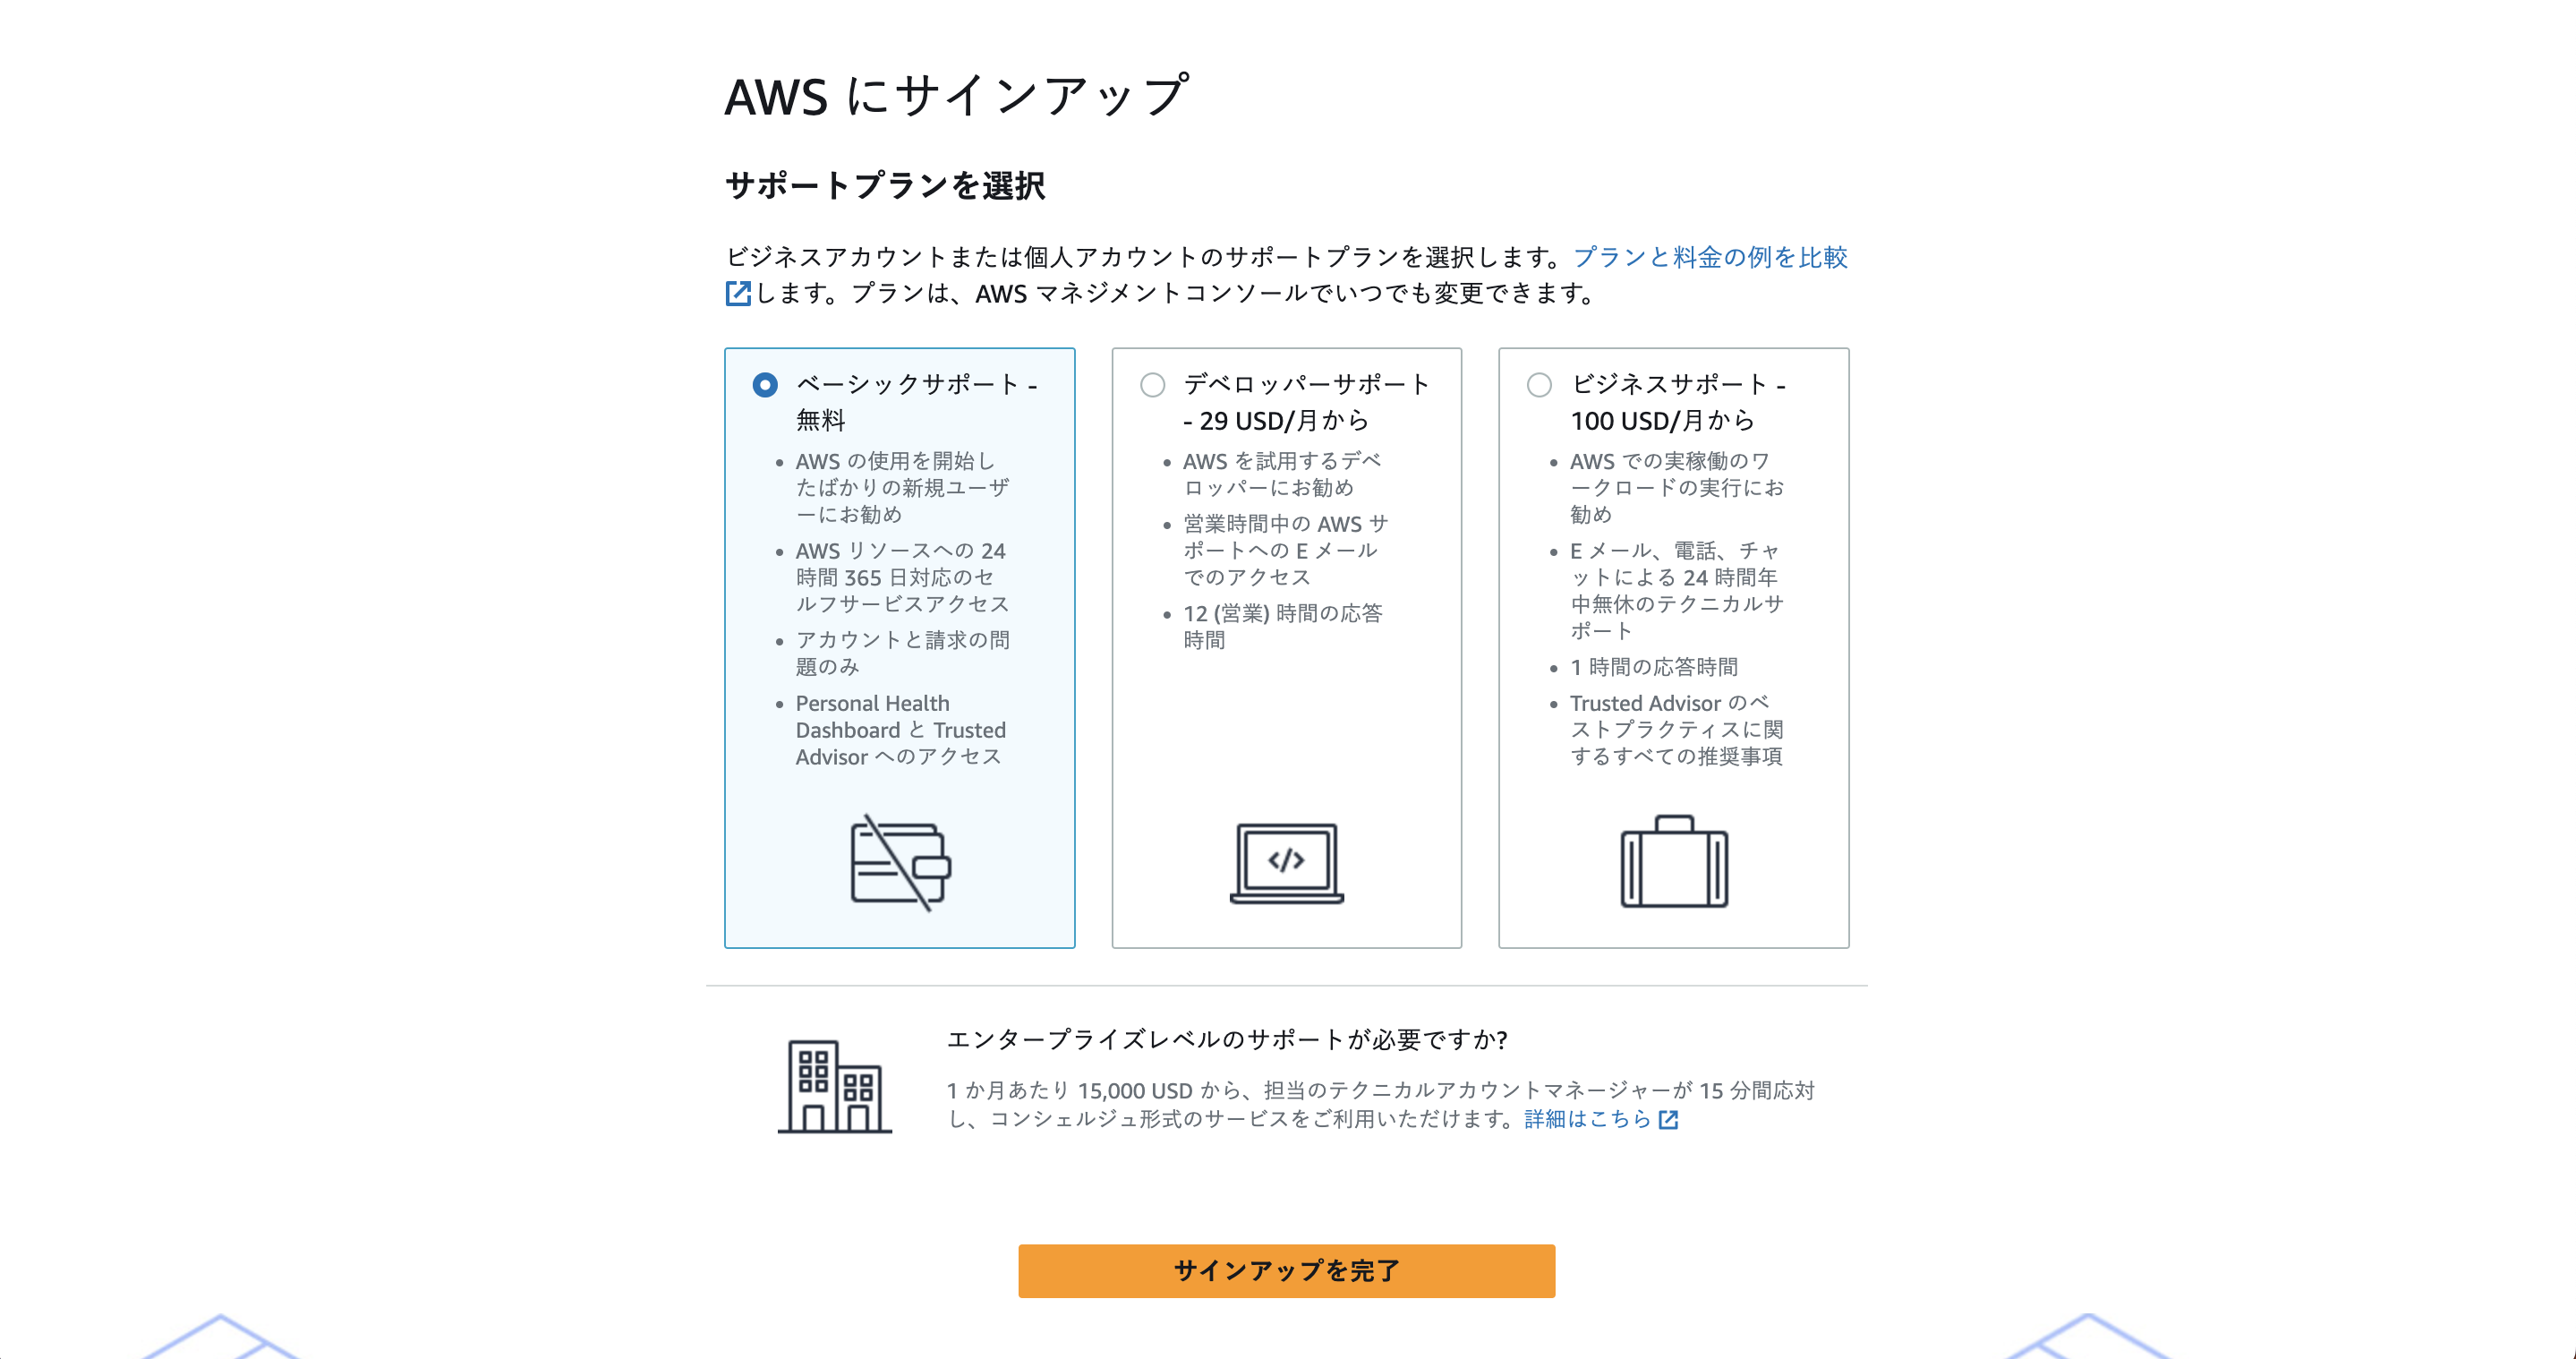 AWS にサインアップ
サポートプランを選択
ビジネスアカウントまたは個人アカウントのサポートプランを選択します。プランと料金の例を比較
します。プランは、AWS マネジメントコンソールでいつでも変更できます。
ベーシックサポート -
無料
AWS の使用を開始し
たばかりの新規ユーザ
ーにお勧め
AWS リソースへの 24
時間 365 日対応のセ
ルフサービスアクセス
アカウントと請求の問
題のみ
Personal Health
Dashboard と Trusted
Advisor へのアクセス
デベロッパーサポート
- 29 USD/月から
AWS を試用するデベ
ロッパーにお勧め
営業時間中の AWS サ
ポートへの E メール
でのアクセス
12 (営業) 時間の応答
時間
</>
ビジネスサポート -
100 USD/月から
AWS での実稼働のワ
ークロードの実行にお
勧め
E メール、電話、チャ
ットによる 24 時間年
中無休のテクニカルサ
ポート
1 時間の応答時間
Trusted Advisor のベ
ストプラクティスに関
するすべての推奨事項
エンタープライズレベルのサポートが必要ですか?
1 か月あたり 15,000 USD から、担当のテクニカルアカウントマネージャーが 15 分間応対
し、コンシェルジュ形式のサービスをご利用いただけます。詳細はこちら
サインアップを完了